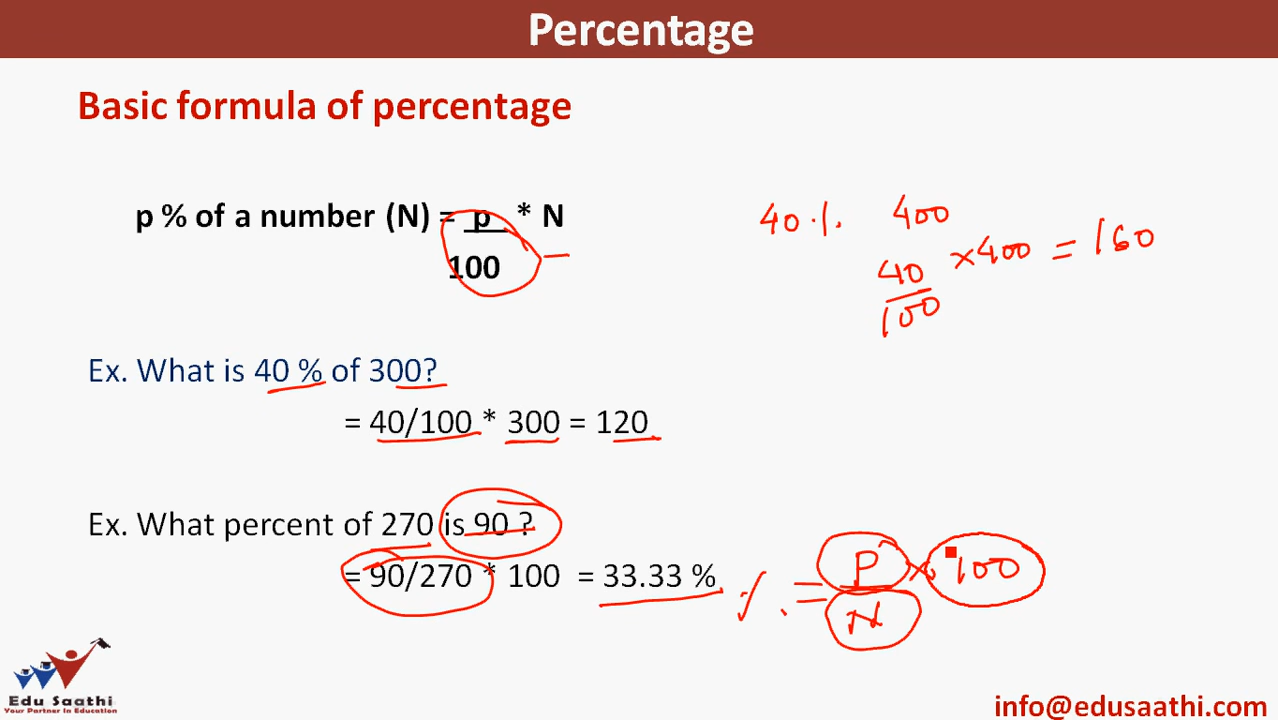 Percentage
Basic formula of percentage
p % of a number (N) = p * N
100
40 % 400
40 × 400 = 160
100
Ex. What is 40 % of 300?
= 40/100 * 300 = 120
Ex. What percent of 270 is 90 ?
= 90/270 * 100 = 33.33 %
% = P × 100
N
Edu Saathi
Your Partner in Education
info@edusaathi.com